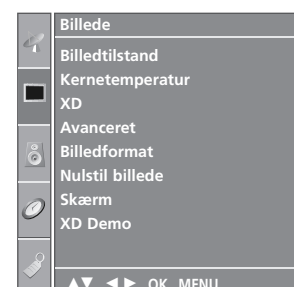 Billede
Billedtilstand
Kernetemperatur
XD
Avanceret
Billedformat
Nulstil billede
Skærm
XD Demo
▲▼ ◄► OK MENU